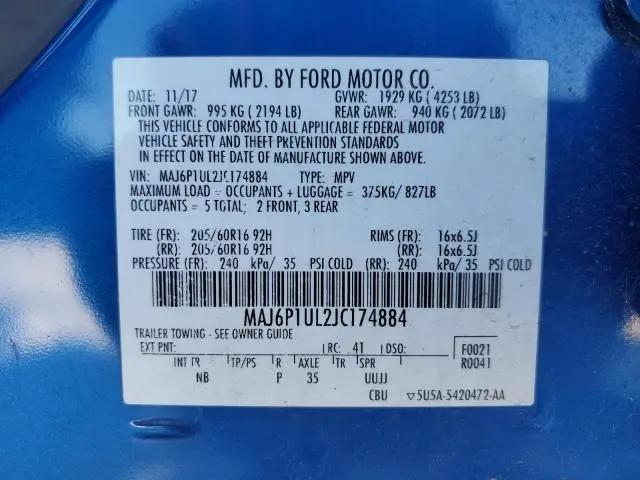 MFD. BY FORD MOTOR CO.
DATE: 11/17 GVWR: 1929 KG ( 4253 LB)
FRONT GAWR: 995 KG ( 2194 LB) REAR GAWR: 940 KG ( 2072 LB)
THIS VEHICLE CONFORMS TO ALL APPLICABLE FEDERAL MOTOR
VEHICLE SAFETY AND THEFT PREVENTION STANDARDS
IN EFFECT ON THE DATE OF MANUFACTURE SHOWN ABOVE.
VIN: MAJ6P1UL2JC174884 TYPE: MPV
MAXIMUM LOAD = OCCUPANTS + LUGGAGE = 375KG/ 827LB
OCCUPANTS = 5 TOTAL; 2 FRONT, 3 REAR
TIRE (FR): 205/60R16 92H RIMS (FR): 16x6.5J
(RR): 205/60R16 92H (RR): 16x6.5J
PRESSURE (FR): 240 kPa/ 35 PSI COLD (RR): 240 kPa/ 35 PSI COLD
MAJ6P1UL2JC174884
TRAILER TOWING - SEE OWNER GUIDE
EXT PNT: RC: 41 DSO: F0021
R0041
INT TR TP/PS R AXLE TR SPR
NB P 35 UUJJ
CBU ▽5U5A-5420472-AA